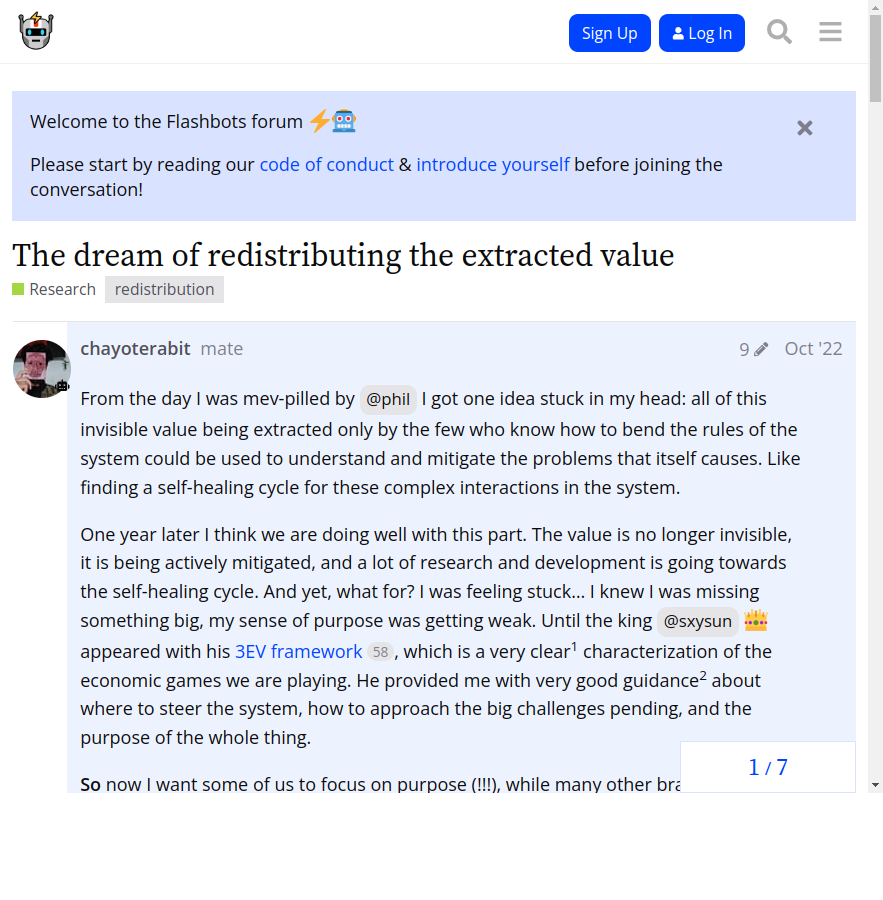 Sign Up
Log In
Welcome to the Flashbots forum ⚡🤖
Please start by reading our code of conduct & introduce yourself before joining the
conversation!
The dream of redistributing the extracted value
Research redistribution
chayoterabit mate 9 Oct '22
From the day I was mev-pilled by @phil I got one idea stuck in my head: all of this
invisible value being extracted only by the few who know how to bend the rules of the
system could be used to understand and mitigate the problems that itself causes. Like
finding a self-healing cycle for these complex interactions in the system.
One year later I think we are doing well with this part. The value is no longer invisible,
it is being actively mitigated, and a lot of research and development is going towards
the self-healing cycle. And yet, what for? I was feeling stuck… I knew I was missing
something big, my sense of purpose was getting weak. Until the king @sxysun 👑
appeared with his 3EV framework 58 , which is a very clear¹ characterization of the
economic games we are playing. He provided me with very good guidance² about
where to steer the system, how to approach the big challenges pending, and the
purpose of the whole thing.
So now I want some of us to focus on purpose (!!!), while many other
1 / 7